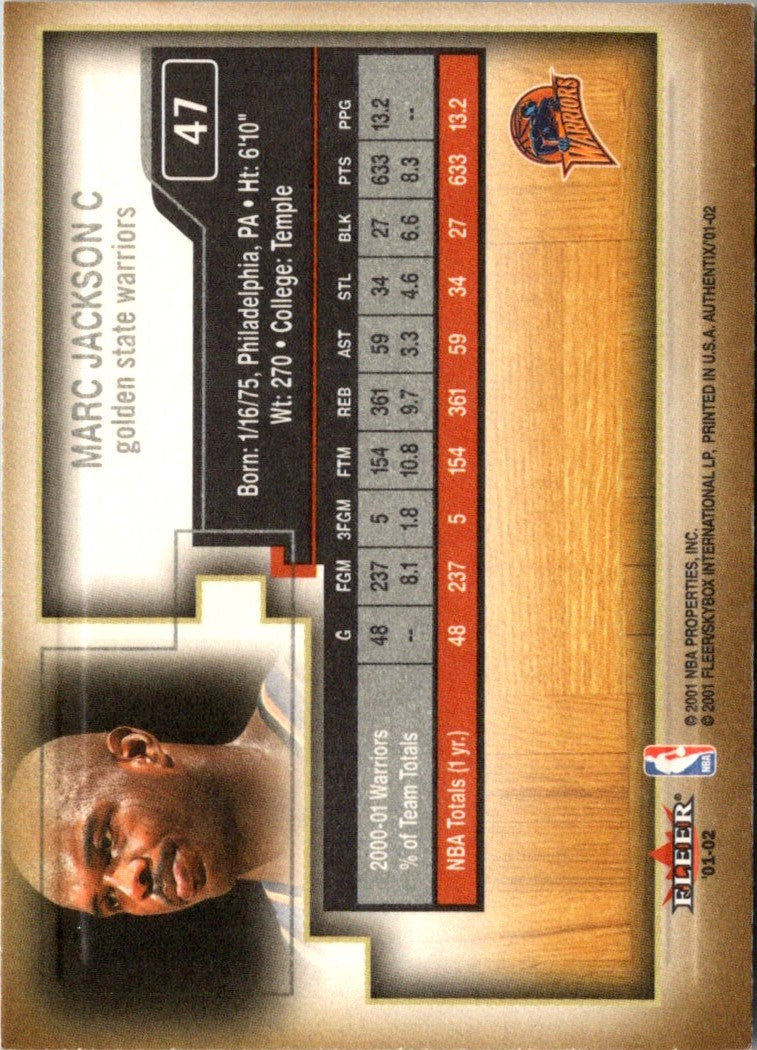 MARC JACKSON C
golden state warriors
47
Born: 1/16/75, Philadelphia, PA • Ht: 6'10"
Wt: 270 • College: Temple
G FGM 3FGM FTM REB AST STL BLK PTS PPG
2000-01 Warriors 48 237 5 154 361 59 34 27 633 13.2
% of Team Totals -- 8.1 1.8 10.8 9.7 3.3 4.6 6.6 8.3 --
NBA Totals (1 yr.) 48 237 5 154 361 59 34 27 633 13.2
WARRIORS
FLEER®
'01-02
NBA
© 2001 NBA PROPERTIES, INC.
© 2001 FLEER/SKYBOX INTERNATIONAL LP, PRINTED IN U.S.A. AUTHENTIX/'01-02